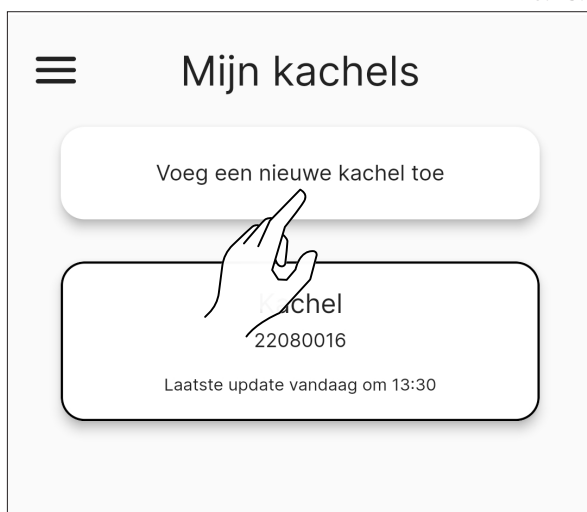 Mijn kachels
Voeg een nieuwe kachel toe
Kachel
22080016
Laatste update vandaag om 13:30